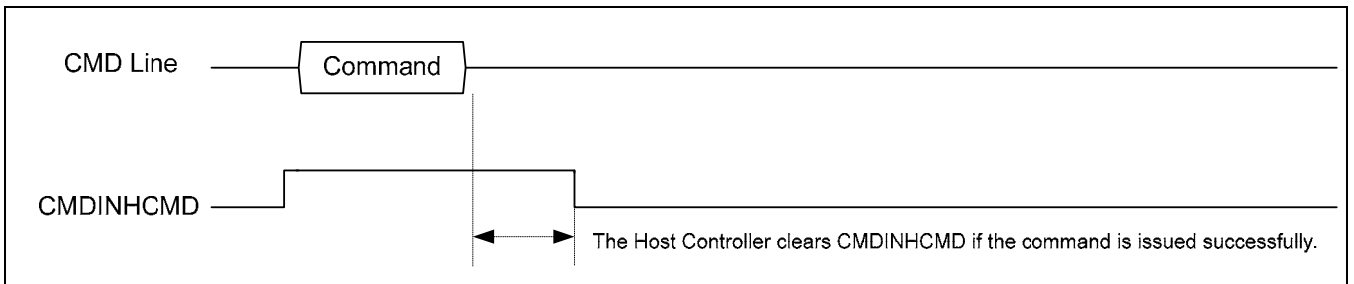 CMD Line
Command
CMDINHCMD
The Host Controller clears CMDINHCMD if the command is issued successfully.